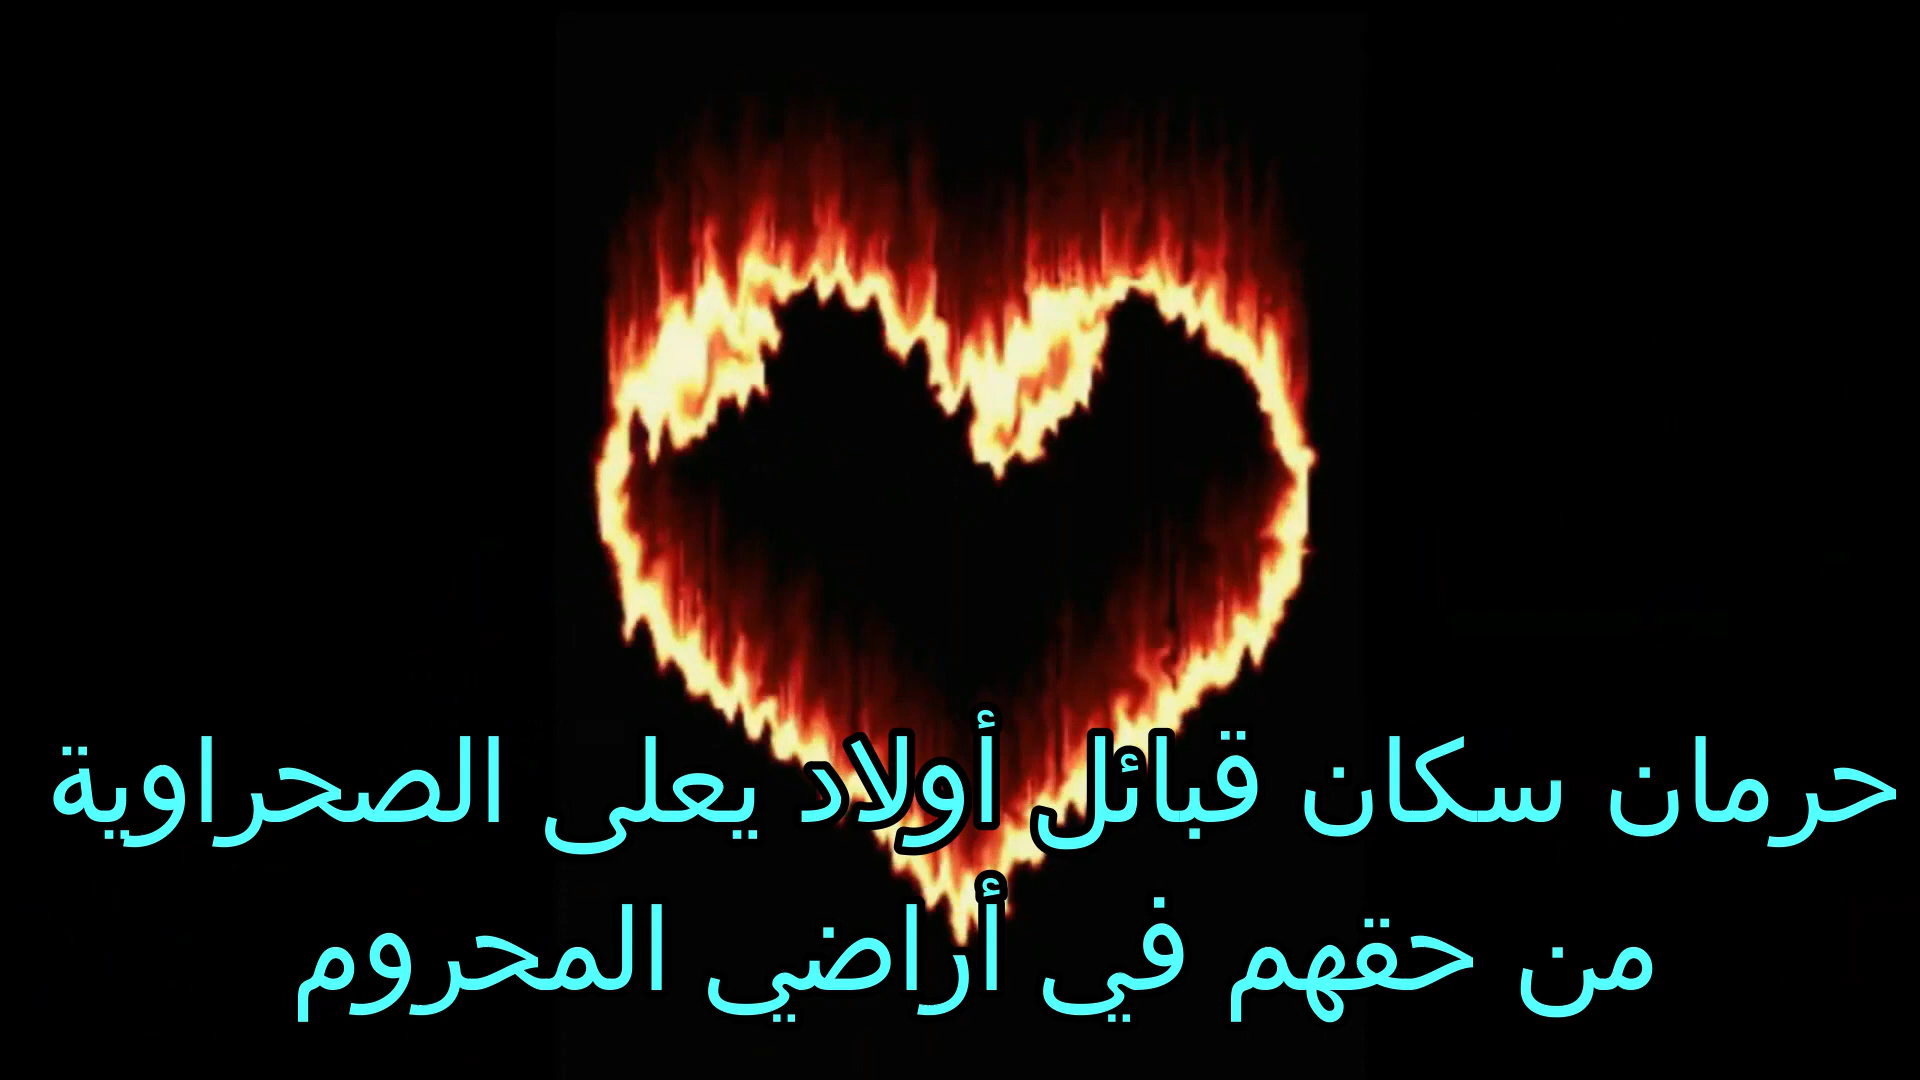 حرمان سكان قبائل أولاد يعلى الصحراوية
من حقهم في أراضي المحروم